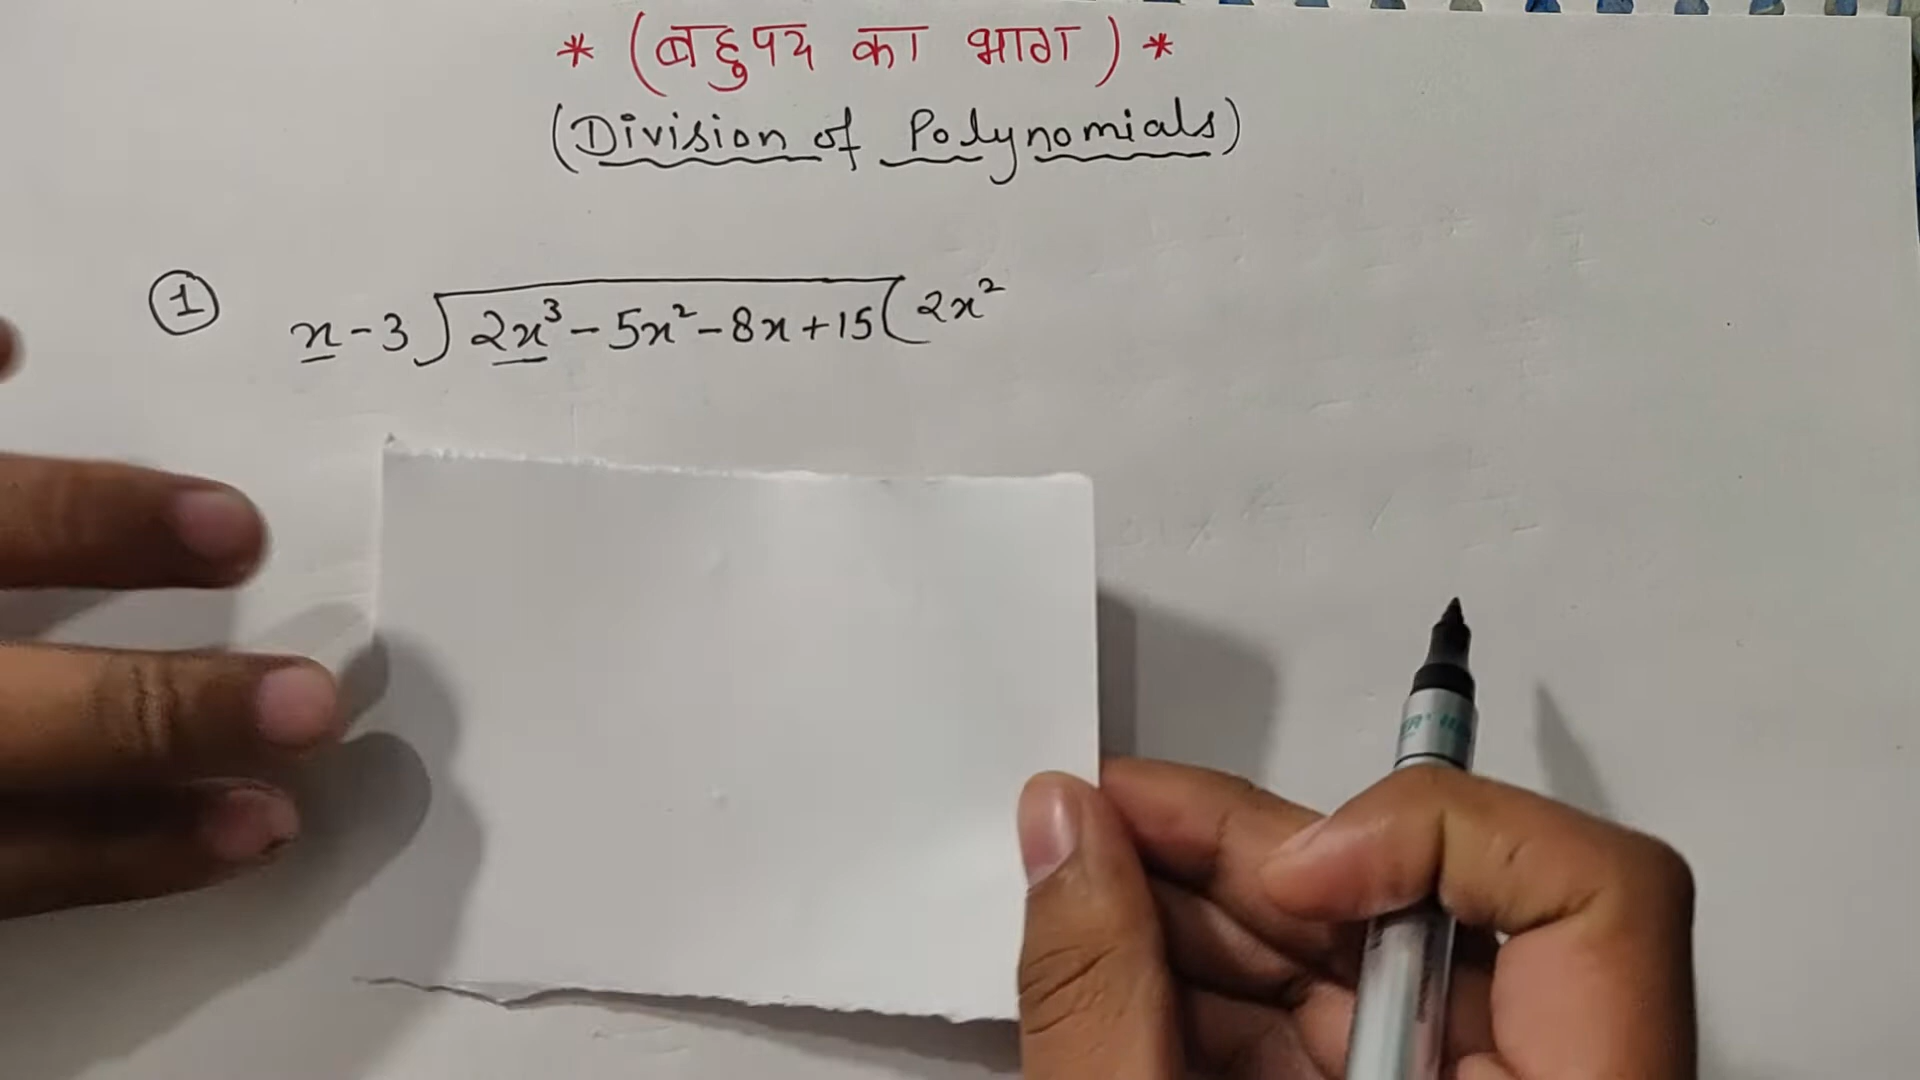 * (बहुपद का भाग) *
(Division of Polynomials)
① x-3)2x³-5x²-8x+15(2x²